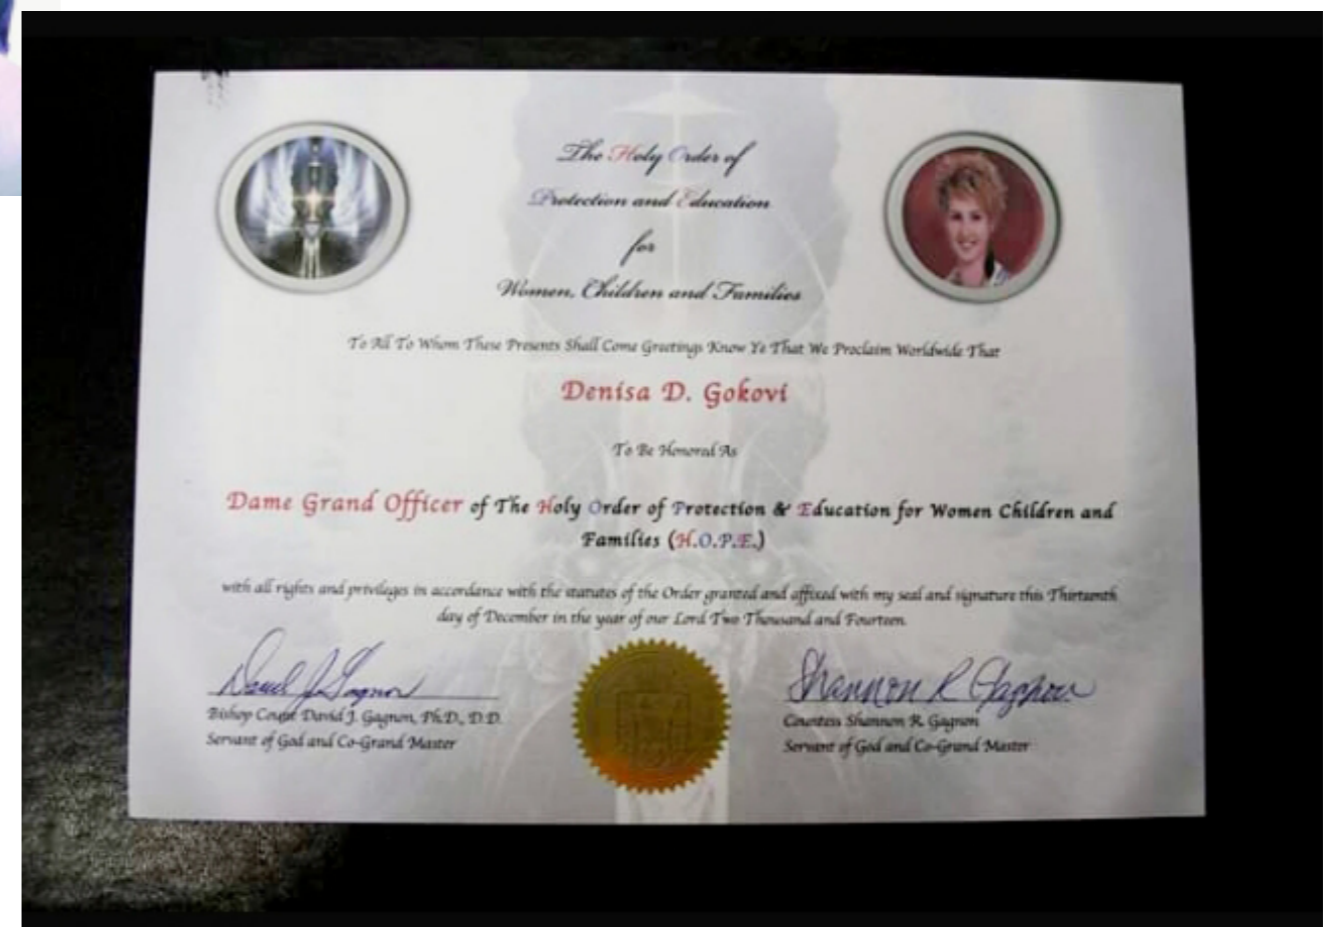 The Holy Order of
Protection and Education
for
Women, Children and Families
To All To Whom These Presents Shall Come Greetings Know Ye That We Proclaim Worldwide That
Denisa D. Gokovi
To Be Honored As
Dame Grand Officer of The Holy Order of Protection & Education for Women Children and
Families (H.O.P.E.)
with all rights and privileges in accordance with the statutes of the Order granted and affixed with my seal and signature this Thirteenth
day of December in the year of our Lord Two Thousand and Fourteen.
David J. Gagnon
Shannon R Gagnon
Bishop Count David J. Gagnon, Ph.D., D.D.
Servant of God and Co-Grand Master
Countess Shannon R. Gagnon
Servant of God and Co-Grand Master